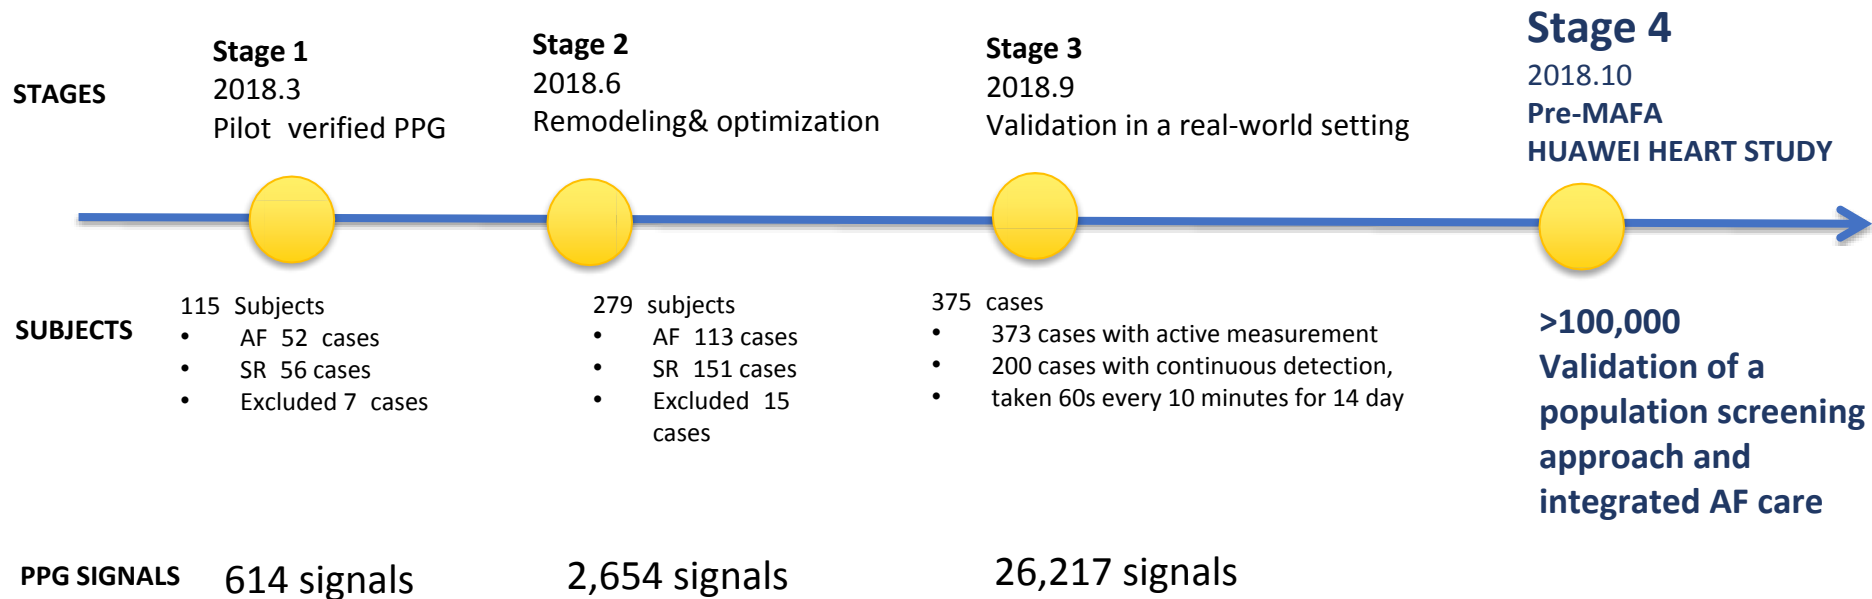 STAGES
Stage 1
2018.3
Pilot verified PPG
Stage 2
2018.6
Remodeling& optimization
Stage 3
2018.9
Validation in a real-world setting
Stage 4
2018.10
Pre-MAFA
HUAWEI HEART STUDY
SUBJECTS
115 Subjects
• AF 52 cases
• SR 56 cases
• Excluded 7 cases
279 subjects
• AF 113 cases
• SR 151 cases
• Excluded 15
cases
375 cases
• 373 cases with active measurement
• 200 cases with continuous detection,
• taken 60s every 10 minutes for 14 day
>100,000
Validation of a
population screening
approach and
integrated AF care
PPG SIGNALS
614 signals
2,654 signals
26,217 signals